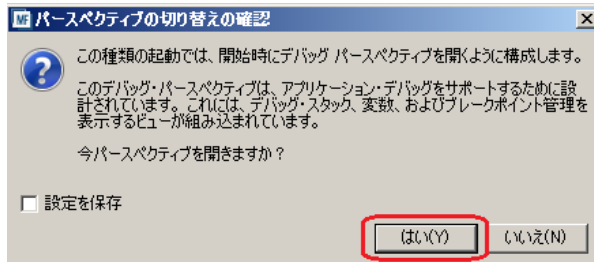 MF パースペクティブの切り替えの確認
この種類の起動では、開始時にデバッグ パースペクティブを開くように構成します。
このデバッグ・パースペクティブは、アプリケーション・デバッグをサポートするために設
計されています。これには、デバッグ・スタック、変数、およびブレークポイント管理を
表示するビューが組み込まれています。
今パースペクティブを開きますか？
設定を保存
はい(Y) いいえ(N)